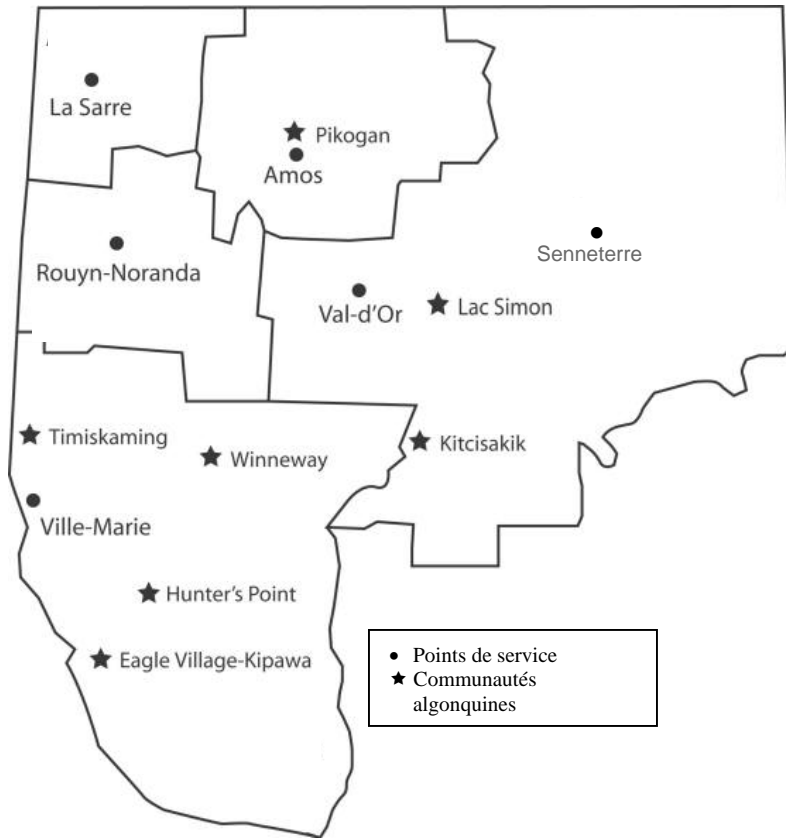 La Sarre
Pikogan
Amos
Senneterre
Rouyn-Noranda
Val-d'Or
Lac Simon
Timiskaming
Winneway
Kitcisakik
Ville-Marie
Hunter's Point
Eagle Village-Kipawa
Points de service
Communautés
algonquines